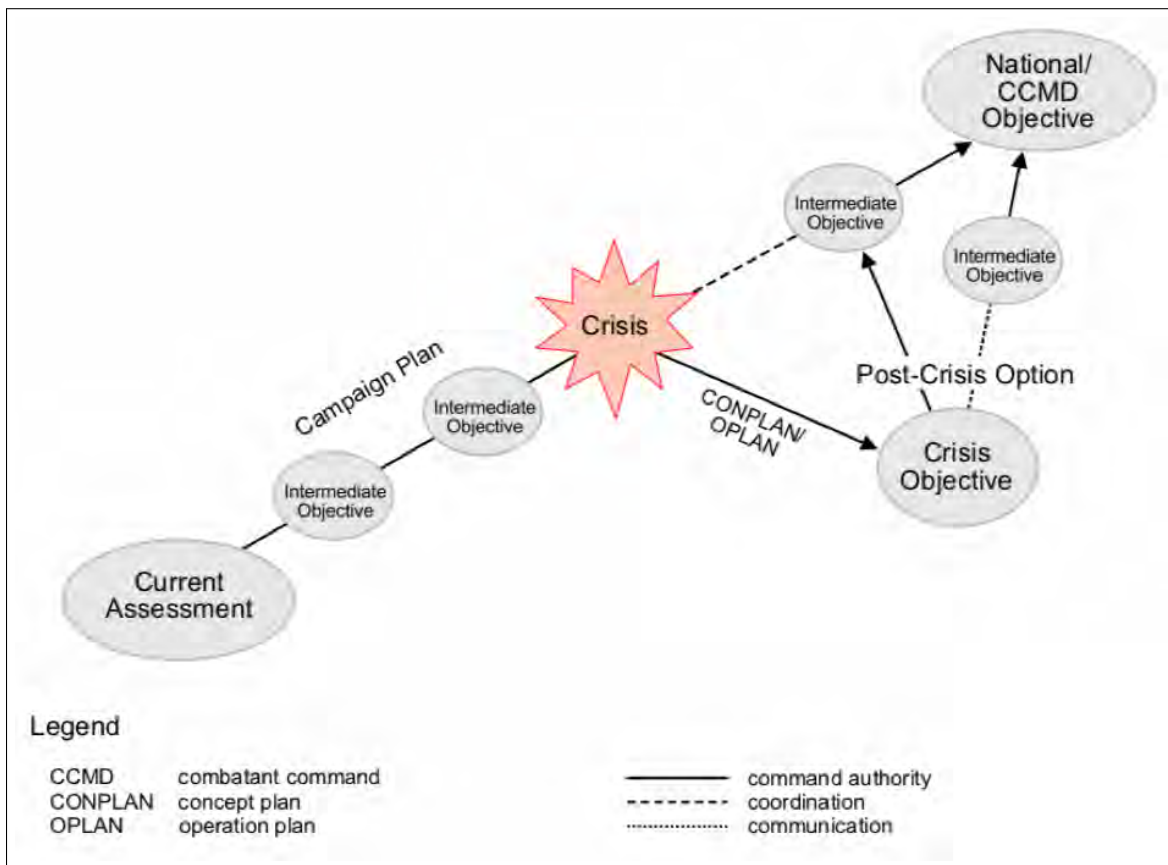 National/
CCMD
Objective
Intermediate
Objective
Intermediate
Objective
Crisis
Post-Crisis Option
Campaign Plan
CONPLAN/
OPLAN
Intermediate
Objective
Crisis
Objective
Intermediate
Objective
Current
Assessment
Legend
CCMD combatant command
CONPLAN concept plan
OPLAN operation plan
command authority
coordination
communication